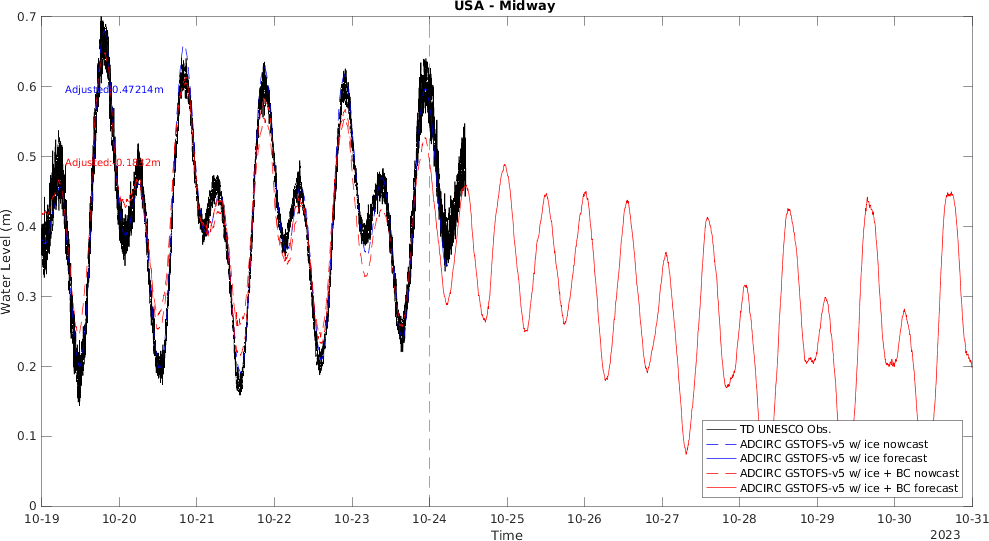 USA - Midway
0.7
0.6
0.5
0.4
0.3
0.2
0.1
0
Water Level (m)
Adjusted:0.47214m
Adjusted: 0.1842m
TD UNESCO Obs.
ADCIRC GSTOFS-v5 w/ ice nowcast
ADCIRC GSTOFS-v5 w/ ice forecast
ADCIRC GSTOFS-v5 w/ ice + BC nowcast
ADCIRC GSTOFS-v5 w/ ice + BC forecast
10-19 10-20 10-21 10-22 10-23 10-24 10-25 10-26 10-27 10-28 10-29 10-30 10-31
Time
2023